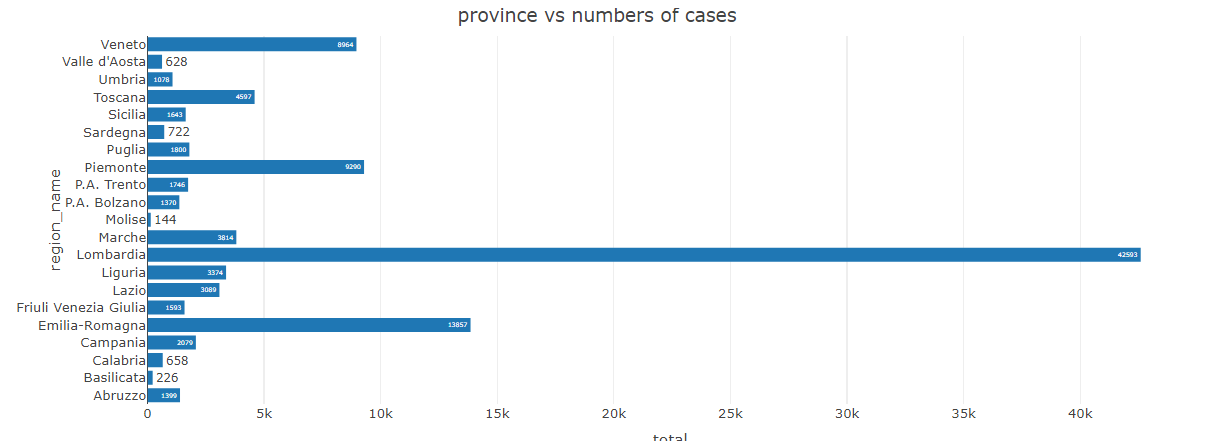 province vs numbers of cases
Veneto 8964
Valle d'Aosta 628
Umbria 1078
Toscana 4597
Sicilia 1643
Sardegna 722
Puglia 1800
Piemonte 9290
P.A. Trento 1746
P.A. Bolzano 1370
Molise 144
Marche 3814
Lombardia 42593
Liguria 3374
Lazio 3089
Friuli Venezia Giulia 1593
Emilia-Romagna 13857
Campania 2079
Calabria 658
Basilicata 226
Abruzzo 1399
region_name
0 5k 10k 15k 20k 25k 30k 35k 40k
total